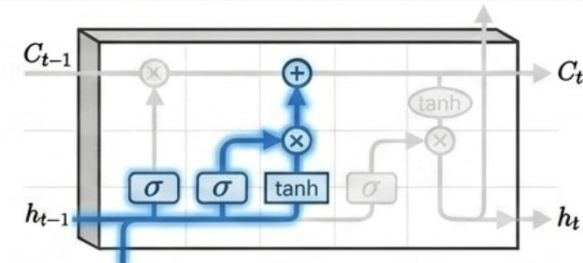 C_{t-1} + C_t
tanh
×
×
×
σ σ tanh σ
h_{t-1} h_t